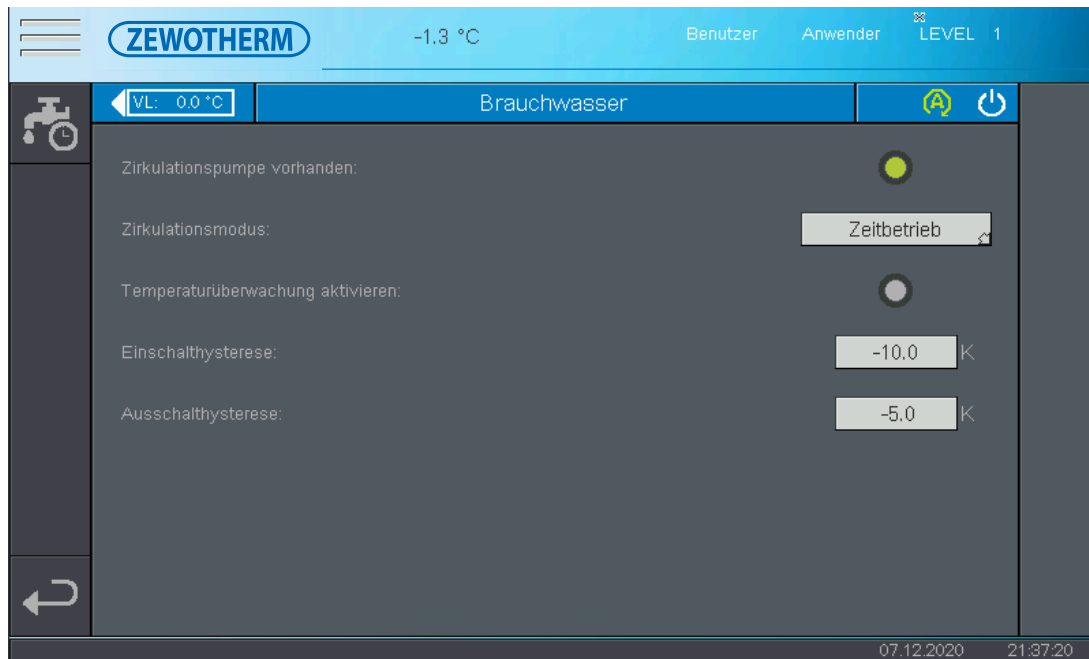 ZEWOTHERM -1.3 °C Benutzer Anwender LEVEL 1
VL: 0.0 °C Brauchwasser A
Zirkulationspumpe vorhanden:
Zirkulationsmodus: Zeitbetrieb
Temperaturüberwachung aktivieren:
Einschalthysterese: -10.0 K
Ausschalthysterese: -5.0 K
07.12.2020 21:37:20